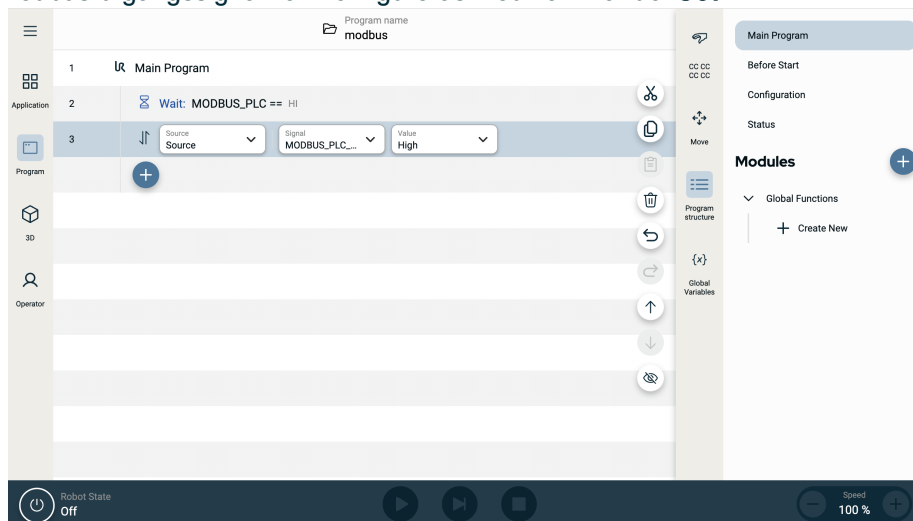 Program name
modbus
Main Program
Before Start
Configuration
Status
Modules
Global Functions
Create New
Application
Program
3D
Operator
1 Main Program
2 Wait: MODBUS_PLC == HI
3 Source Source Signal MODBUS_PLC_... Value High
CC CC
CC CC
Move
Program
structure
{x}
Global
Variables
Robot State
Off
Speed
100 %